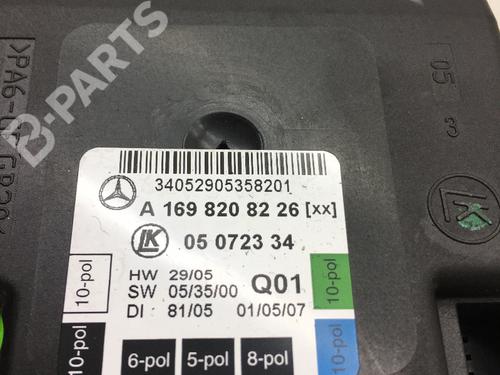 B-PARTS
05
3
34052905358201
A 169 820 82 26 [xx]
LK 05 0723 34
HW 29/05
SW 05/35/00
Q01
DI : 81/05 01/05/07
10-pol
10-pol
10-pol
10-pol
6-pol 5-pol 8-pol
LK